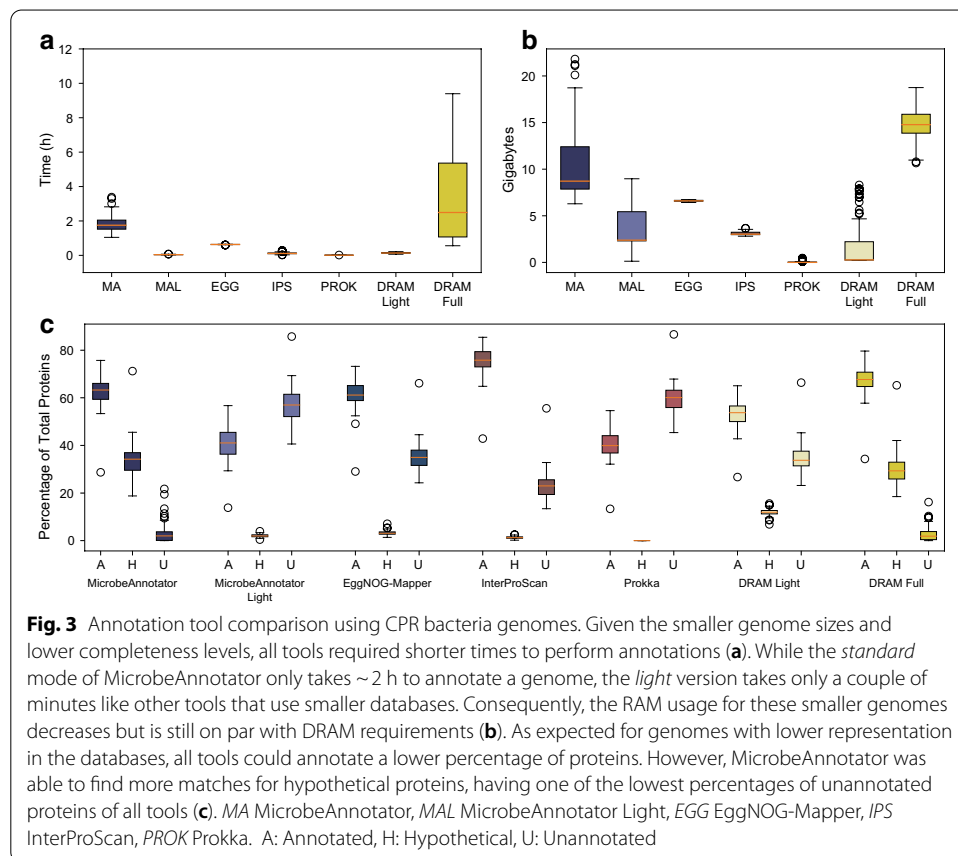 a
12
10
8
6
4
2
0
Time (h)
MA MAL EGG IPS PROK DRAM Light DRAM Full
b
20
15
10
5
0
Gigabytes
MA MAL EGG IPS PROK DRAM Light DRAM Full
c
80
60
40
20
0
Percentage of Total Proteins
A H U A H U A H U A H U A H U A H U A H U
MicrobeAnnotator MicrobeAnnotator Light EggNOG-Mapper InterProScan Prokka DRAM Light DRAM Full
Fig. 3 Annotation tool comparison using CPR bacteria genomes. Given the smaller genome sizes and
lower completeness levels, all tools required shorter times to perform annotations (a). While the standard
mode of MicrobeAnnotator only takes ~ 2 h to annotate a genome, the light version takes only a couple of
minutes like other tools that use smaller databases. Consequently, the RAM usage for these smaller genomes
decreases but is still on par with DRAM requirements (b). As expected for genomes with lower representation
in the databases, all tools could annotate a lower percentage of proteins. However, MicrobeAnnotator was
able to find more matches for hypothetical proteins, having one of the lowest percentages of unannotated
proteins of all tools (c). MA MicrobeAnnotator, MAL MicrobeAnnotator Light, EGG EggNOG-Mapper, IPS
InterProScan, PROK Prokka. A: Annotated, H: Hypothetical, U: Unannotated